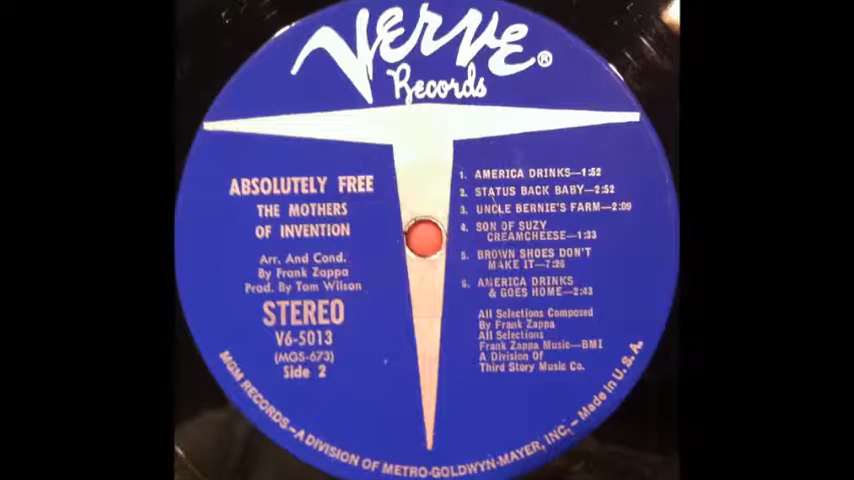 Verve®
Records
ABSOLUTELY FREE
THE MOTHERS
OF INVENTION
Arr. And Cond.
By Frank Zappa
Prod. By Tom Wilson
STEREO
V6-5013
(MGS-673)
Side 2
1. AMERICA DRINKS—1:52
2. STATUS BACK BABY—2:52
3. UNCLE BERNIE'S FARM—2:09
4. SON OF SUZY
CREAMCHEESE—1:33
5. BROWN SHOES DON'T
MAKE IT—7:26
6. AMERICA DRINKS
& GOES HOME—2:43
All Selections Composed
By Frank Zappa
All Selections
Frank Zappa Music—BMI
A Division Of
Third Story Music Co.
MGM RECORDS—A DIVISION OF METRO-GOLDWYN-MAYER, INC.—Made in U. S. A.